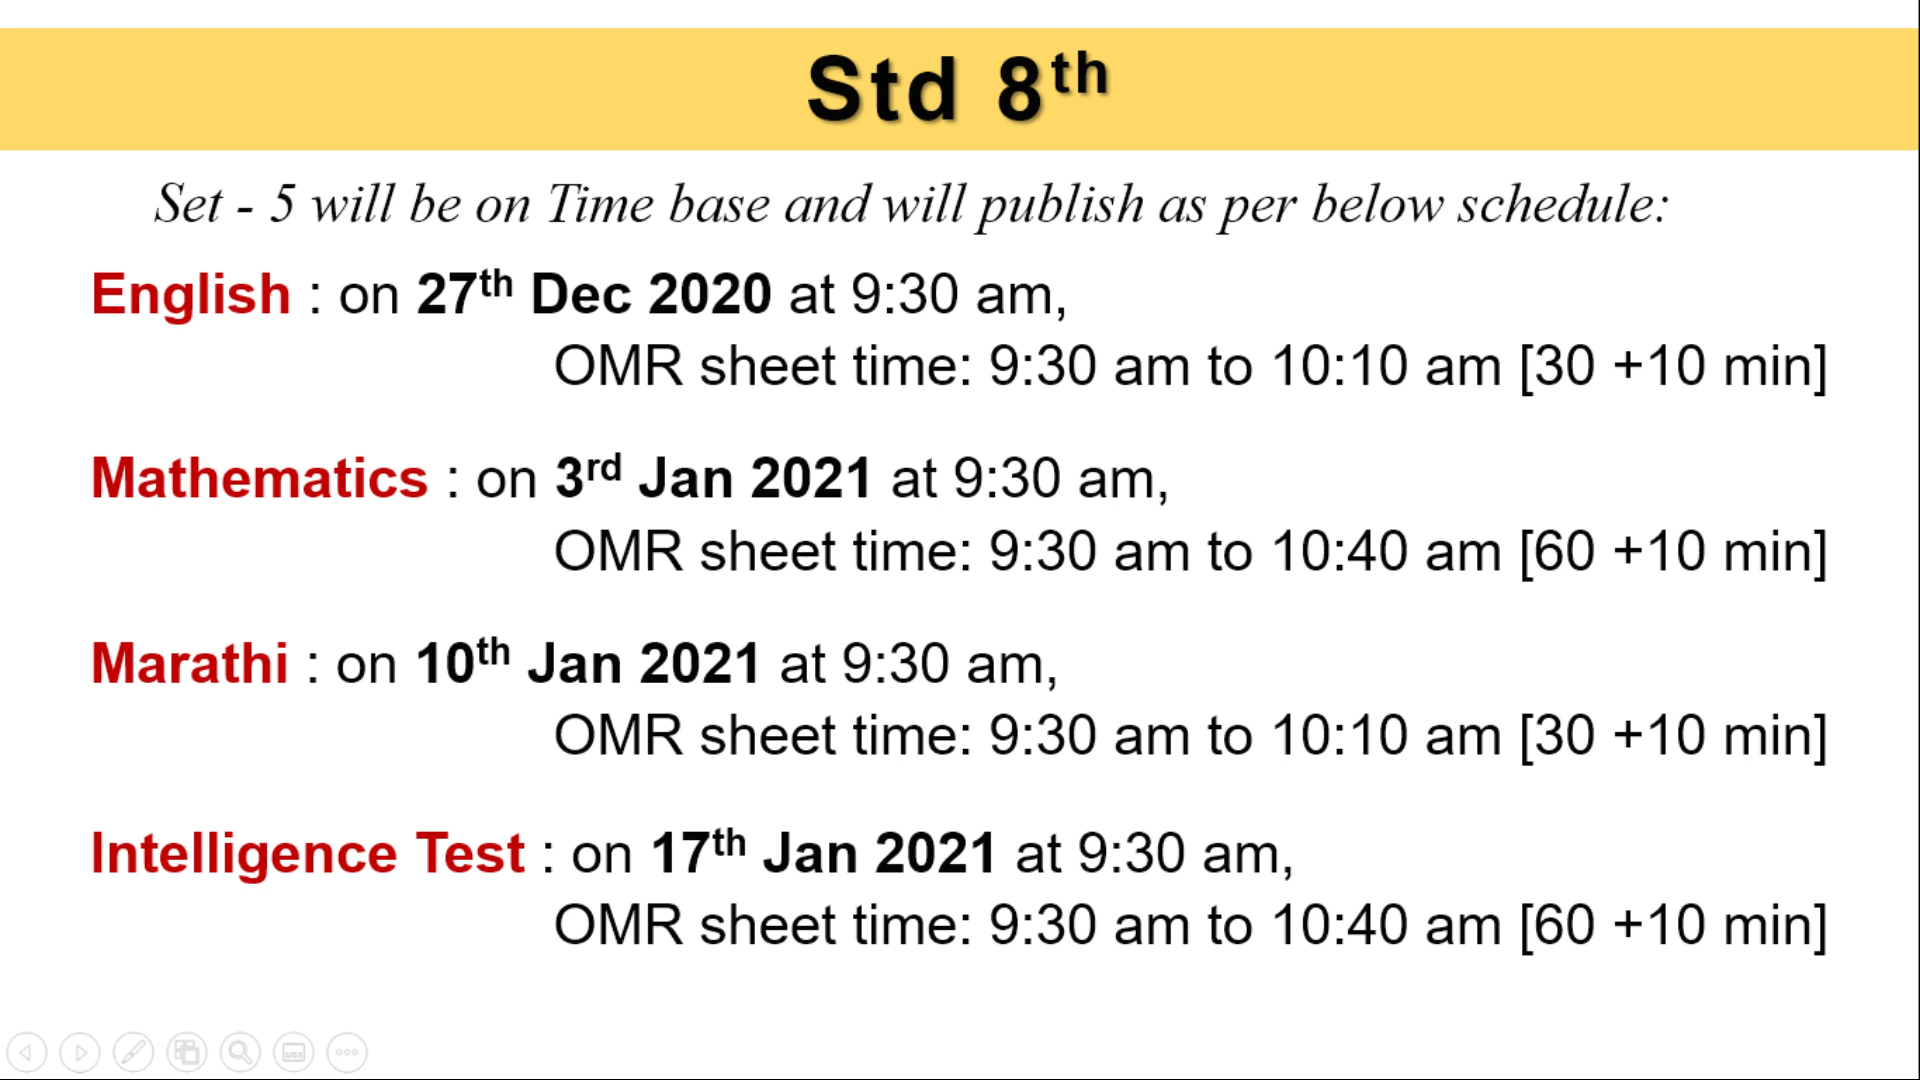 Std 8th
Set - 5 will be on Time base and will publish as per below schedule:
English : on 27th Dec 2020 at 9:30 am,
OMR sheet time: 9:30 am to 10:10 am [30 +10 min]
Mathematics : on 3rd Jan 2021 at 9:30 am,
OMR sheet time: 9:30 am to 10:40 am [60 +10 min]
Marathi : on 10th Jan 2021 at 9:30 am,
OMR sheet time: 9:30 am to 10:10 am [30 +10 min]
Intelligence Test : on 17th Jan 2021 at 9:30 am,
OMR sheet time: 9:30 am to 10:40 am [60 +10 min]